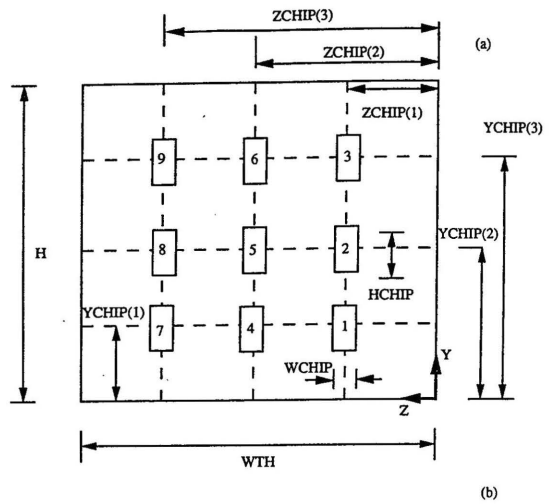 ZCHIP(3)
ZCHIP(2)
(a)
ZCHIP(1)
YCHIP(3)
9 6 3
YCHIP(2)
H
8 5 2
HCHIP
YCHIP(1)
7 4 1
Y
WCHIP
Z
WTH
(b)